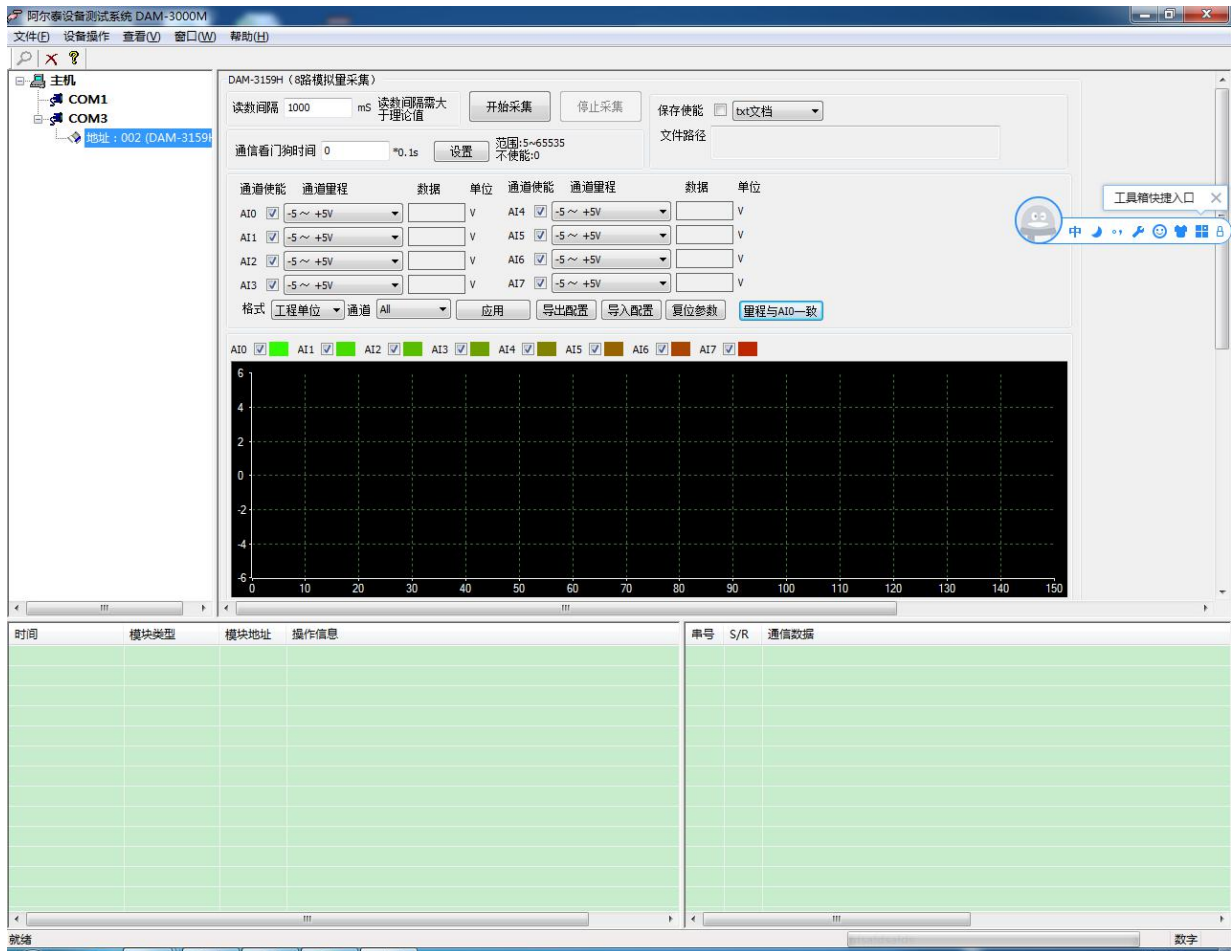 阿尔泰设备测试系统 DAM-3000M
文件(F) 设备操作 查看(V) 窗口(W) 帮助(H)
主机
COM1
COM3
地址：002 (DAM-3159H
DAM-3159H（8路模拟量采集）
读数间隔 1000 mS 读数间隔需大
于理论值
开始采集 停止采集
保存使能 txt文档
文件路径
通信看门狗时间 0 *0.1s 设置 范围:5~65535
不使能:0
通道使能 通道里程 数据 单位 通道使能 通道里程 数据 单位
AI0 -5～ +5V V AI4 -5～ +5V V
AI1 -5～ +5V V AI5 -5～ +5V V
AI2 -5～ +5V V AI6 -5～ +5V V
AI3 -5～ +5V V AI7 -5～ +5V V
格式 工程单位 通道 All 应用 导出配置 导入配置 复位参数 里程与AI0一致
工具箱快捷入口
中
AI0 AI1 AI2 AI3 AI4 AI5 AI6 AI7
6
4
2
0
-2
-4
-6
0 10 20 30 40 50 60 70 80 90 100 110 120 130 140 150
时间 模块类型 模块地址 操作信息 串号 S/R 通信数据
就绪 数字